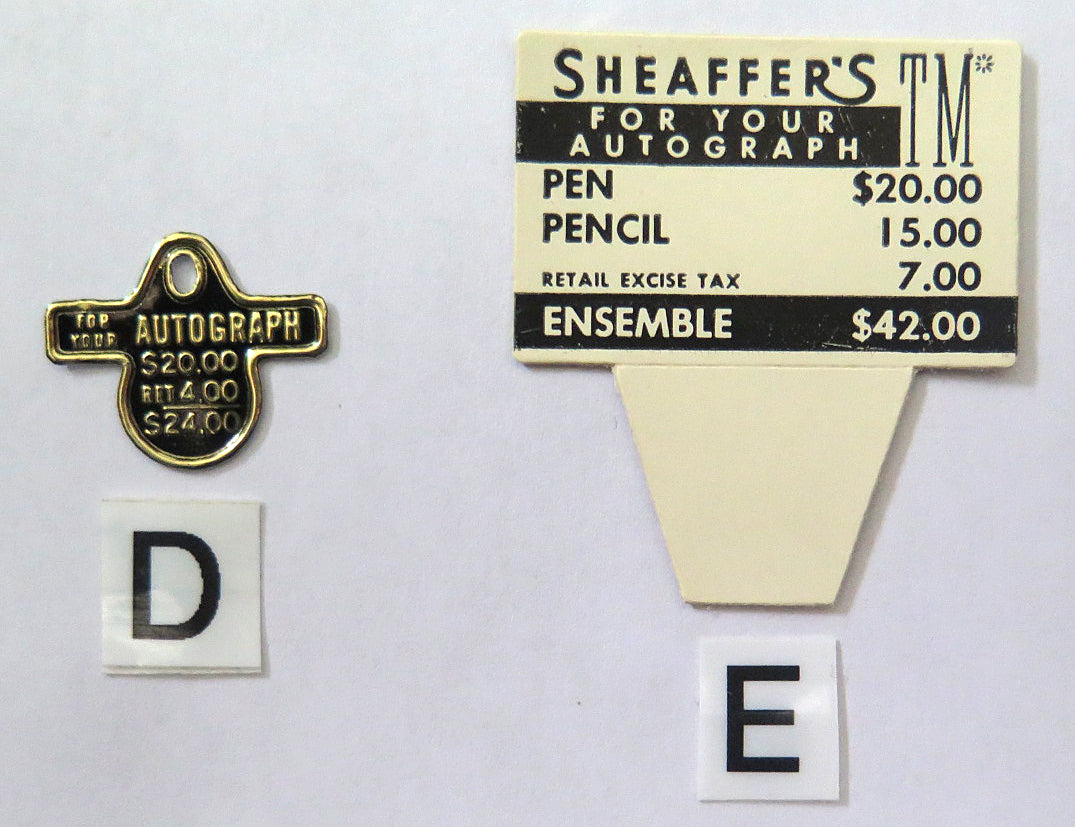 FOR YOUR AUTOGRAPH
$20.00
RET 4.00
$24.00
D
SHEAFFER'S TM*
FOR YOUR
AUTOGRAPH
PEN $20.00
PENCIL 15.00
RETAIL EXCISE TAX 7.00
ENSEMBLE $42.00
E